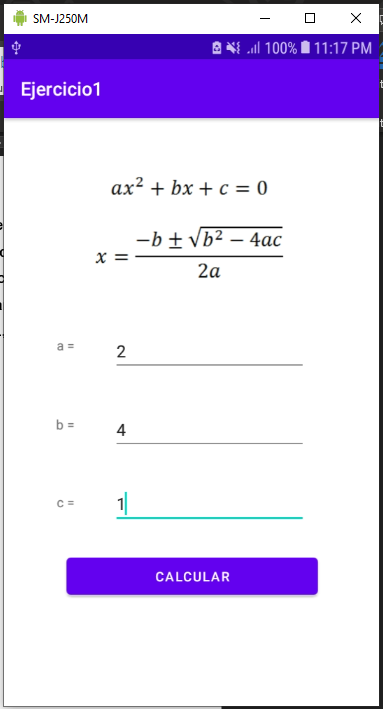 SM-J250M
100% 11:17 PM
Ejercicio1
ax² + bx + c = 0
x = (-b ± √(b² − 4ac)) / 2a
a = 2
b = 4
c = 1
CALCULAR